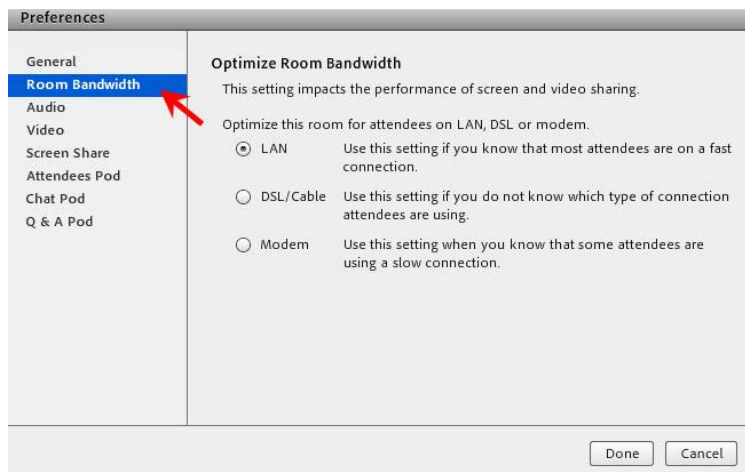 Preferences
General
Room Bandwidth
Audio
Video
Screen Share
Attendees Pod
Chat Pod
Q & A Pod
Optimize Room Bandwidth
This setting impacts the performance of screen and video sharing.
Optimize this room for attendees on LAN, DSL or modem.
LAN Use this setting if you know that most attendees are on a fast
connection.
DSL/Cable Use this setting if you do not know which type of connection
attendees are using.
Modem Use this setting when you know that some attendees are
using a slow connection.
Done Cancel